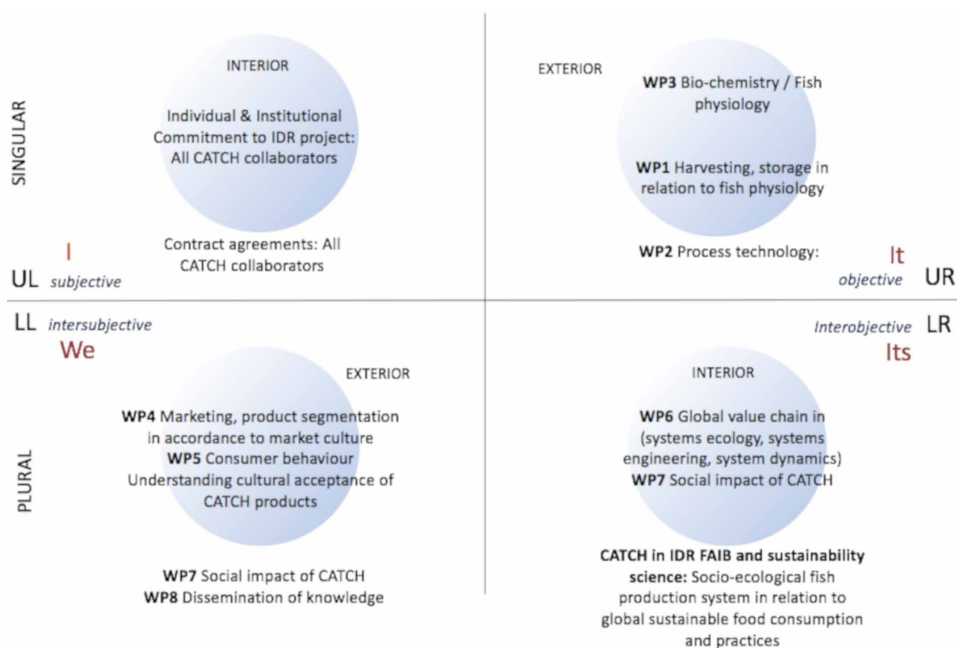 SINGULAR
INTERIOR
Individual & Institutional
Commitment to IDR project:
All CATCH collaborators
Contract agreements: All
CATCH collaborators
I
UL subjective
EXTERIOR
WP3 Bio-chemistry / Fish
physiology
WP1 Harvesting, storage in
relation to fish physiology
WP2 Process technology:
It
objective UR
PLURAL
LL intersubjective
We
EXTERIOR
WP4 Marketing, product segmentation
in accordance to market culture
WP5 Consumer behaviour
Understanding cultural acceptance of
CATCH products
WP7 Social impact of CATCH
WP8 Dissemination of knowledge
Interobjective LR
Its
INTERIOR
WP6 Global value chain in
(systems ecology, systems
engineering, system dynamics)
WP7 Social impact of CATCH
CATCH in IDR FAIB and sustainability
science: Socio-ecological fish
production system in relation to
global sustainable food consumption
and practices